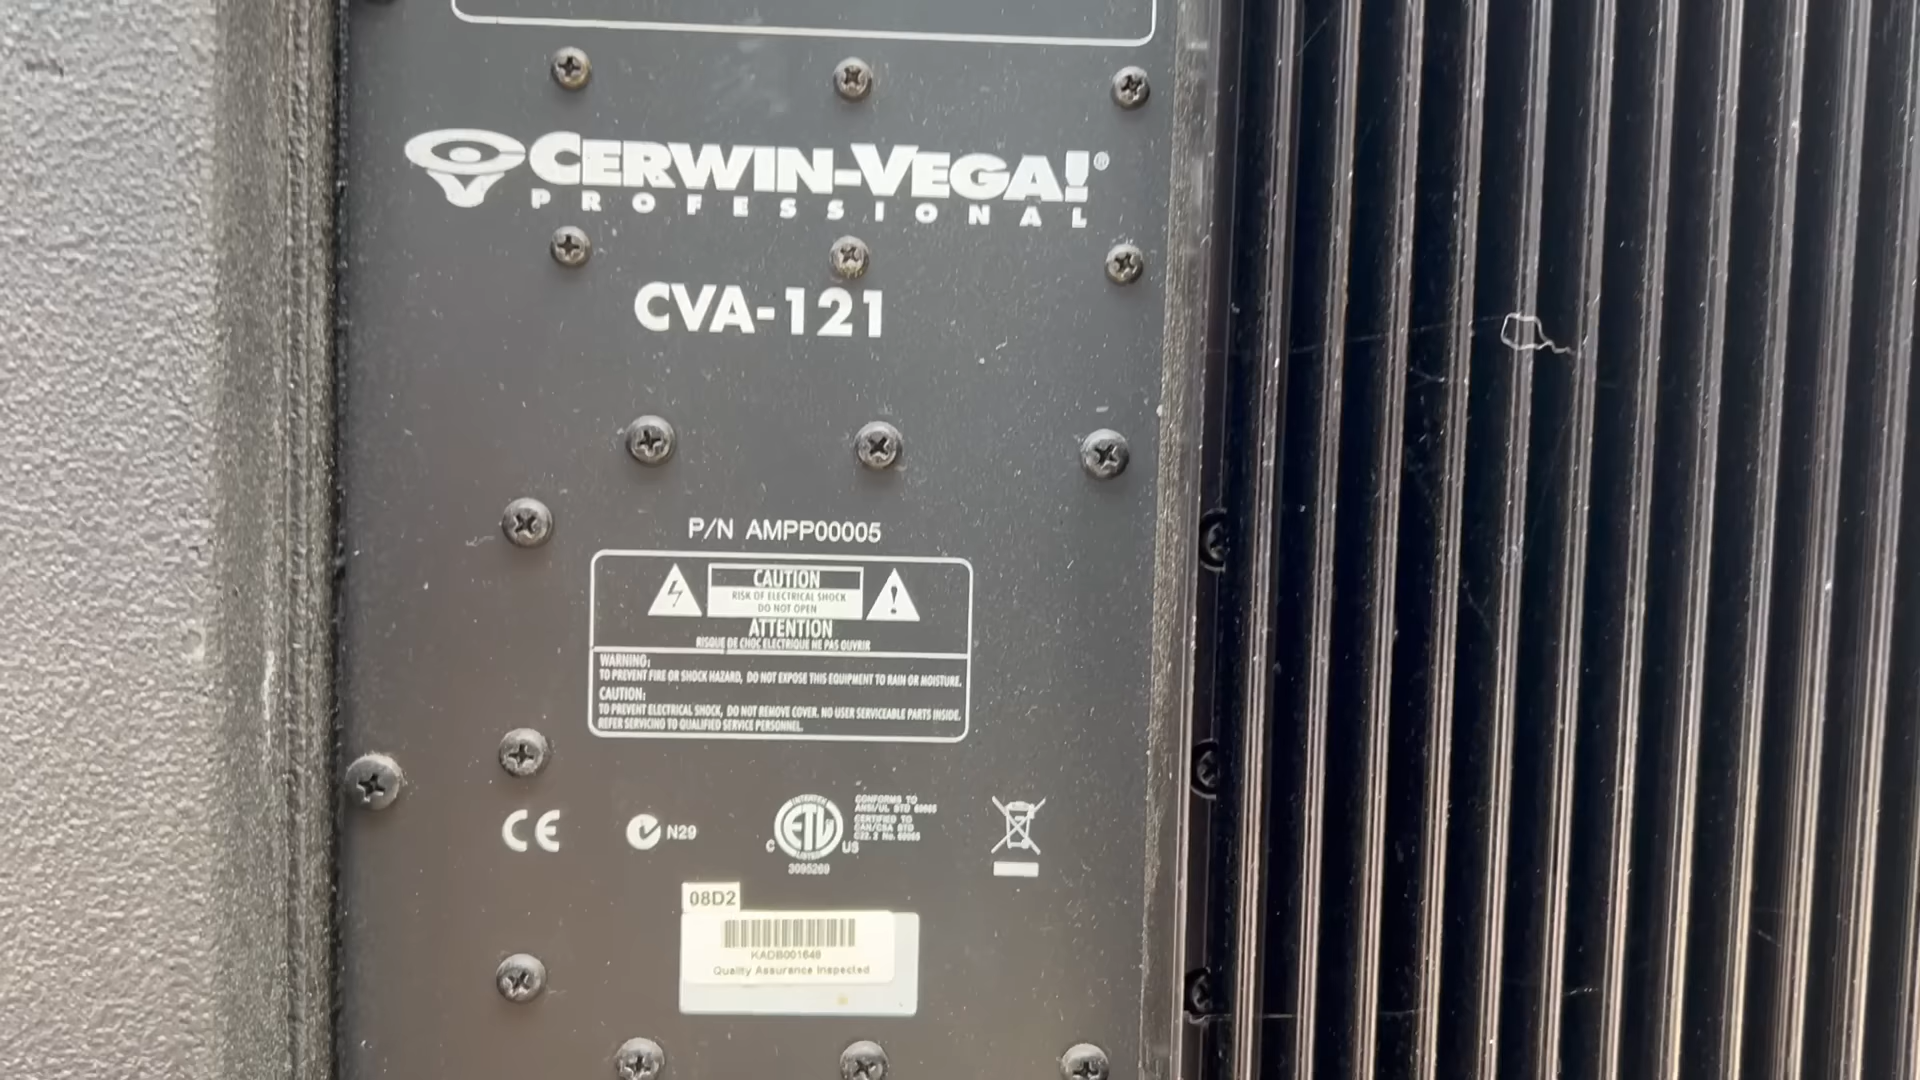 CERWIN-VEGA!®
PROFESSIONAL
CVA-121
P/N AMPP00005
CAUTION
RISK OF ELECTRICAL SHOCK
DO NOT OPEN
ATTENTION
RISQUE DE CHOC ELECTRIQUE NE PAS OUVRIR
WARNING:
TO PREVENT FIRE OR SHOCK HAZARD, DO NOT EXPOSE THIS EQUIPMENT TO RAIN OR MOISTURE.
CAUTION:
TO PREVENT ELECTRICAL SHOCK, DO NOT REMOVE COVER. NO USER SERVICEABLE PARTS INSIDE.
REFER SERVICING TO QUALIFIED SERVICE PERSONNEL.
CE
N29
C ETL US
LISTED
3095269
CONFORMS TO
ANSI/UL STD 60065
CERTIFIED TO
CAN/CSA STD
C22.2 No. 60065
08D2
KADB001648
Quality Assurance Inspected